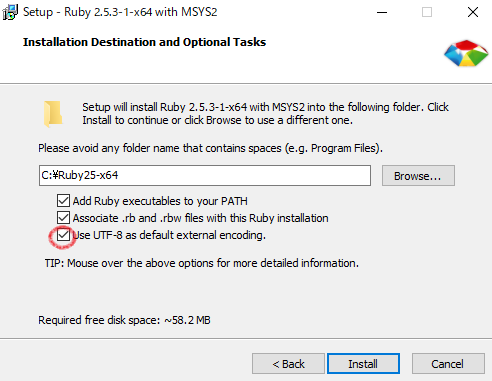 Setup - Ruby 2.5.3-1-x64 with MSYS2
Installation Destination and Optional Tasks
Setup will install Ruby 2.5.3-1-x64 with MSYS2 into the following folder. Click
Install to continue or click Browse to use a different one.
Please avoid any folder name that contains spaces (e.g. Program Files).
C:¥Ruby25-x64
Browse...
Add Ruby executables to your PATH
Associate .rb and .rbw files with this Ruby installation
Use UTF-8 as default external encoding.
TIP: Mouse over the above options for more detailed information.
Required free disk space: ~58.2 MB
< Back
Install
Cancel